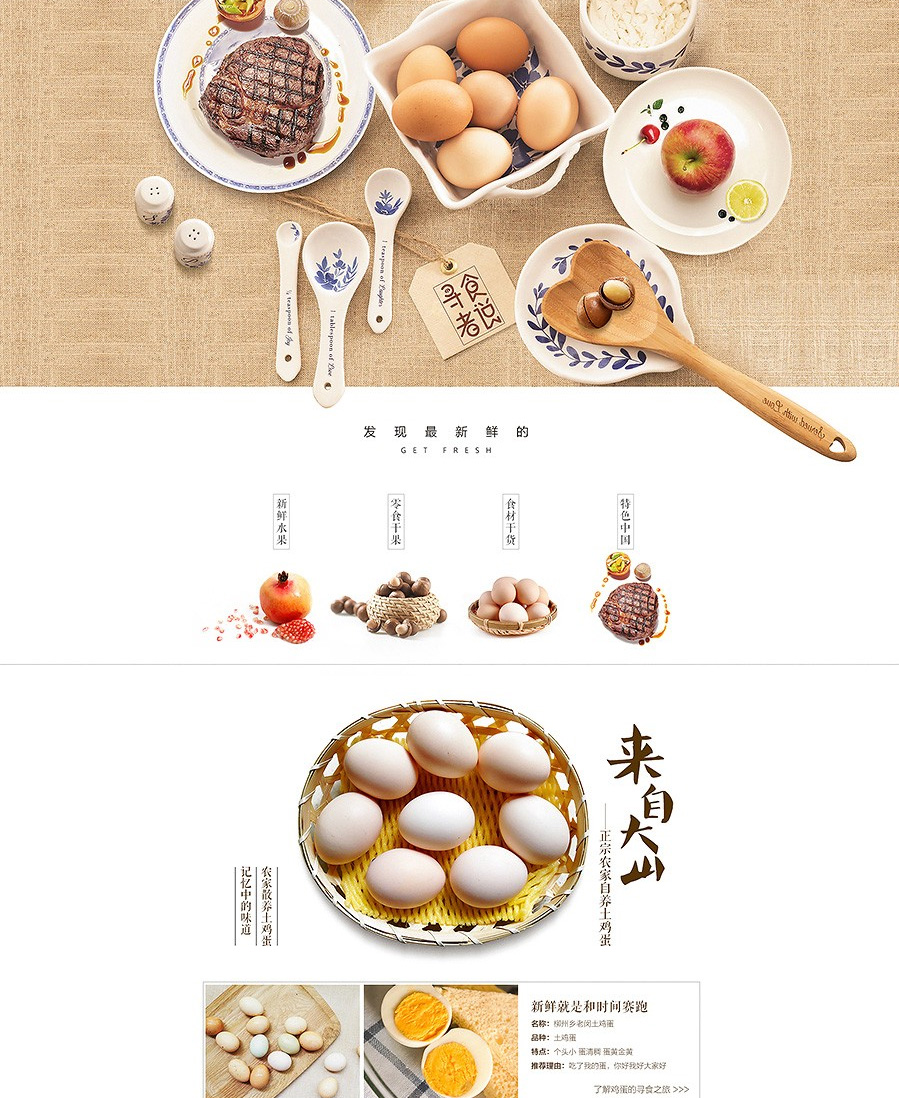 1 teaspoon of Laughter
½ teaspoon of Joy
1 tablespoon of Love
寻食
者说
Joined with Love
发现最新鲜的
GET FRESH
新鲜水果
零食干果
食材干货
特色中国
来自大山
——正宗农家自养土鸡蛋
农家散养土鸡蛋
记忆中的味道
新鲜就是和时间赛跑
名称：柳州乡老闵土鸡蛋
品种：土鸡蛋
特点：个头小 蛋清稠 蛋黄金黄
推荐理由：吃了我的蛋，你好我好大家好
了解鸡蛋的寻食之旅 >>>